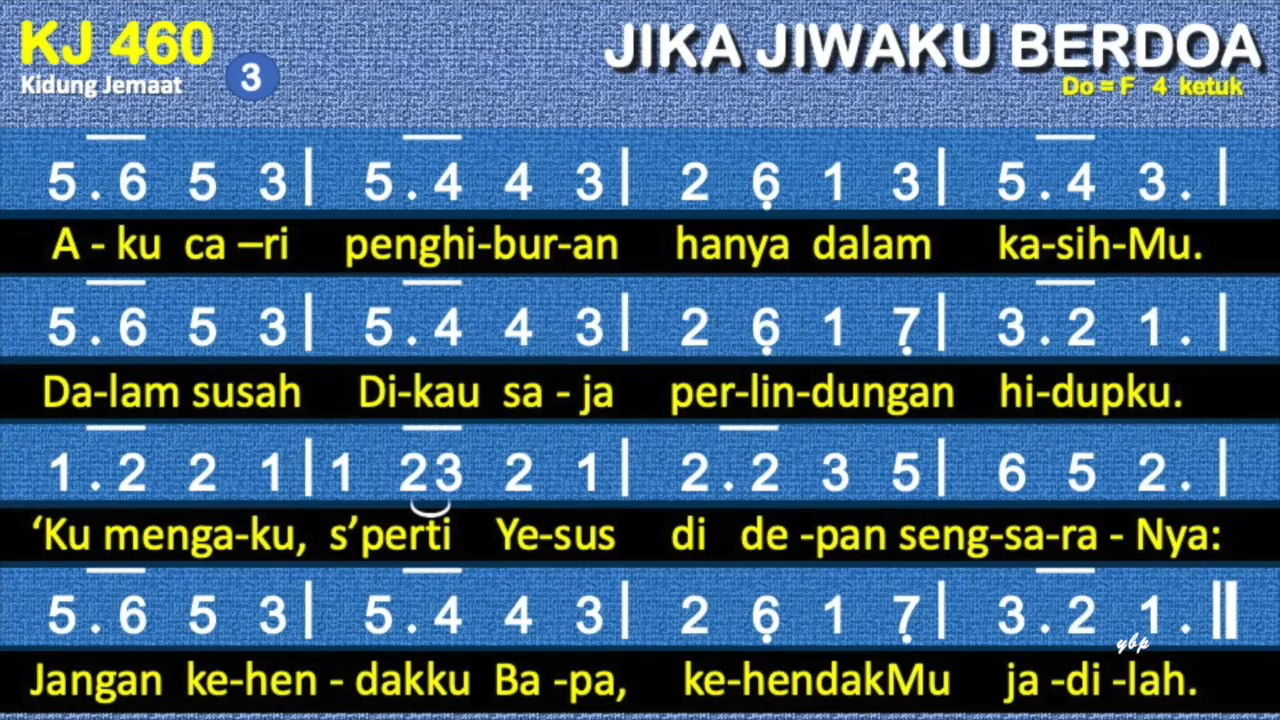 KJ 460
Kidung Jemaat
3
JIKA JIWAKU BERDOA
Do = F 4 ketuk
5 . 6 5 3 | 5 . 4 4 3 | 2 6̣ 1 3 | 5 . 4 3 . |
A - ku ca –ri penghi-bur-an hanya dalam ka-sih-Mu.
5 . 6 5 3 | 5 . 4 4 3 | 2 6̣ 1 7̣ | 3 . 2 1 . |
Da-lam susah Di-kau sa - ja per-lin-dungan hi-dupku.
1 . 2 2 1 | 1 23 2 1 | 2 . 2 3 5 | 6 5 2 . |
‘Ku menga-ku, s’perti Ye-sus di de -pan seng-sa-ra - Nya:
5 . 6 5 3 | 5 . 4 4 3 | 2 6̣ 1 7̣ | 3 . 2 1 . ||
ybp
Jangan ke-hen - dakku Ba -pa, ke-hendakMu ja -di -lah.